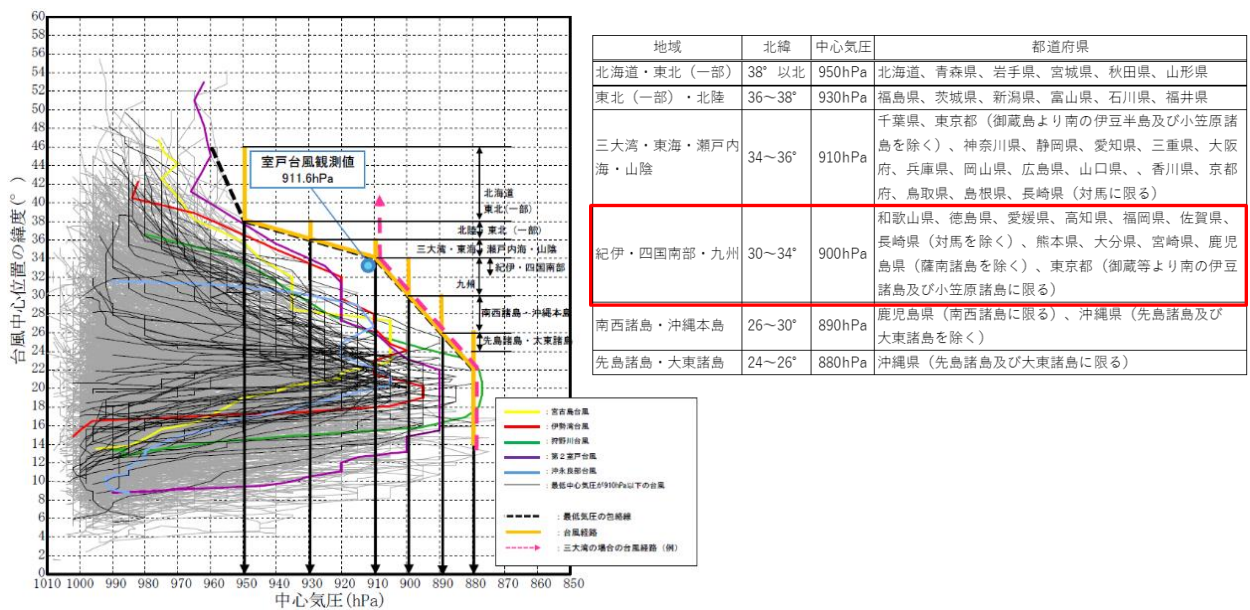 台風中心位置の緯度(°)
60
58
56
54
52
50
48
46
44
42
40
38
36
34
32
30
28
26
24
22
20
18
16
14
12
10
8
6
4
2
0
1010 1000 990 980 970 960 950 940 930 920 910 900 890 880 870 860 850
中心気圧(hPa)
室戸台風観測値
911.6hPa
北海道
東北(一部)
北陸・東北(一部)
三大湾・東海・瀬戸内海・山陰
紀伊・四国南部
九州
南西諸島・沖縄本島
先島諸島・大東諸島
:宮古島台風
:伊勢湾台風
:狩野川台風
:第2室戸台風
:沖永良部台風
:最低中心気圧が910hPa以下の台風
:最低気圧の包絡線
:台風経路
:三大湾の場合の台風経路(例)
地域 北緯 中心気圧 都道府県
北海道・東北(一部) 38°以北 950hPa 北海道、青森県、岩手県、宮城県、秋田県、山形県
東北(一部)・北陸 36~38° 930hPa 福島県、茨城県、新潟県、富山県、石川県、福井県
三大湾・東海・瀬戸内
海・山陰
34~36°
910hPa
千葉県、東京都(御蔵島より南の伊豆半島及び小笠原諸
島を除く)、神奈川県、静岡県、愛知県、三重県、大阪
府、兵庫県、岡山県、広島県、山口県、、香川県、京都
府、鳥取県、島根県、長崎県(対馬に限る)
紀伊・四国南部・九州 30~34° 900hPa
和歌山県、徳島県、愛媛県、高知県、福岡県、佐賀県、
長崎県(対馬を除く)、熊本県、大分県、宮崎県、鹿児
島県(薩南諸島を除く)、東京都(御蔵等より南の伊豆
諸島及び小笠原諸島に限る)
南西諸島・沖縄本島 26~30° 890hPa
鹿児島県(南西諸島に限る)、沖縄県(先島諸島及び
大東諸島を除く)
先島諸島・大東諸島 24~26° 880hPa 沖縄県(先島諸島及び大東諸島に限る)